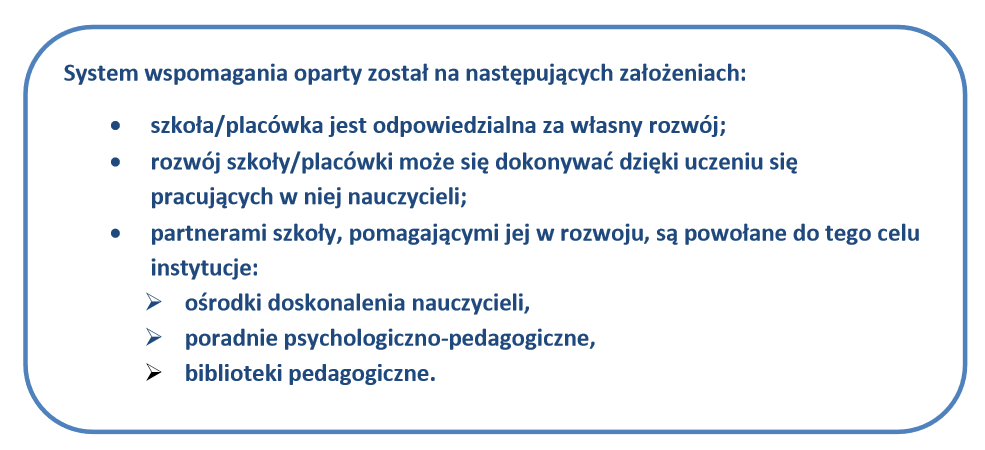 System wspomagania oparty został na następujących założeniach:
• szkoła/placówka jest odpowiedzialna za własny rozwój;
• rozwój szkoły/placówki może się dokonywać dzięki uczeniu się
pracujących w niej nauczycieli;
• partnerami szkoły, pomagającymi jej w rozwoju, są powołane do tego celu
instytucje:
➢ ośrodki doskonalenia nauczycieli,
➢ poradnie psychologiczno-pedagogiczne,
➢ biblioteki pedagogiczne.